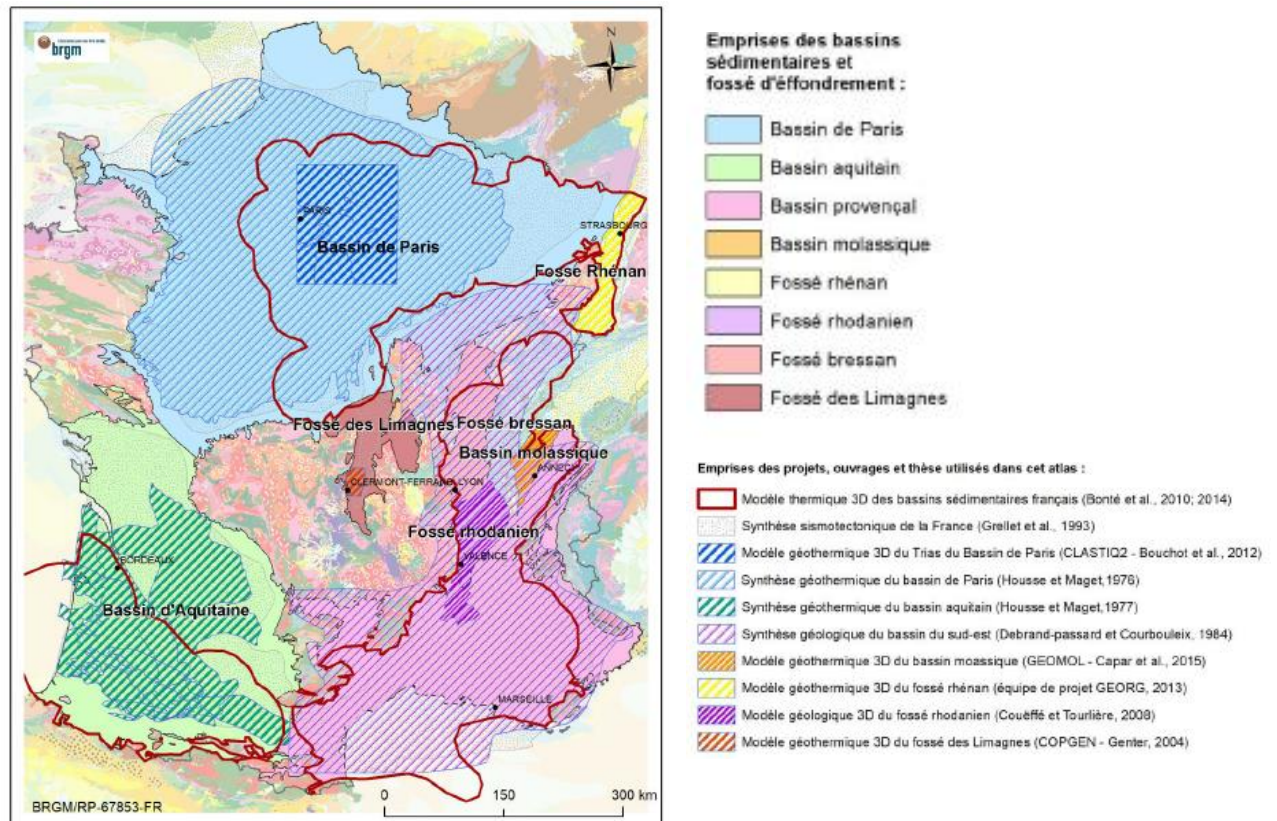 brgm
N
PARIS
Bassin de Paris
STRASBOURG
Fossé Rhénan
Fossé des Limagnes
Fossé bressan
Bassin molassique
ANNECY
CLERMONT-FERRAND
LYON
Fossé rhodanien
VALENCE
BORDEAUX
Bassin d'Aquitaine
MARSEILLE
BRGM/RP-67853-FR
0 150 300 km
Emprises des bassins
sédimentaires et
fossé d'éffondrement :
Bassin de Paris
Bassin aquitain
Bassin provençal
Bassin molassique
Fossé rhénan
Fossé rhodanien
Fossé bressan
Fossé des Limagnes
Emprises des projets, ouvrages et thèse utilisés dans cet atlas :
Modèle thermique 3D des bassins sédimentaires français (Bonté et al., 2010; 2014)
Synthèse sismotectonique de la France (Grellet et al., 1993)
Modèle géothermique 3D du Trias du Bassin de Paris (CLASTIQ2 - Bouchot et al., 2012)
Synthèse géothermique du bassin de Paris (Housse et Maget, 1976)
Synthèse géothermique du bassin aquitain (Housse et Maget, 1977)
Synthèse géologique du bassin du sud-est (Debrand-passard et Courbouleix, 1984)
Modèle géothermique 3D du bassin moassique (GEOMOL - Capar et al., 2015)
Modèle géothermique 3D du fossé rhénan (équipe de projet GEORG, 2013)
Modèle géologique 3D du fossé rhodanien (Couëffé et Tourlière, 2008)
Modèle géothermique 3D du fossé des Limagnes (COPGEN - Genter, 2004)